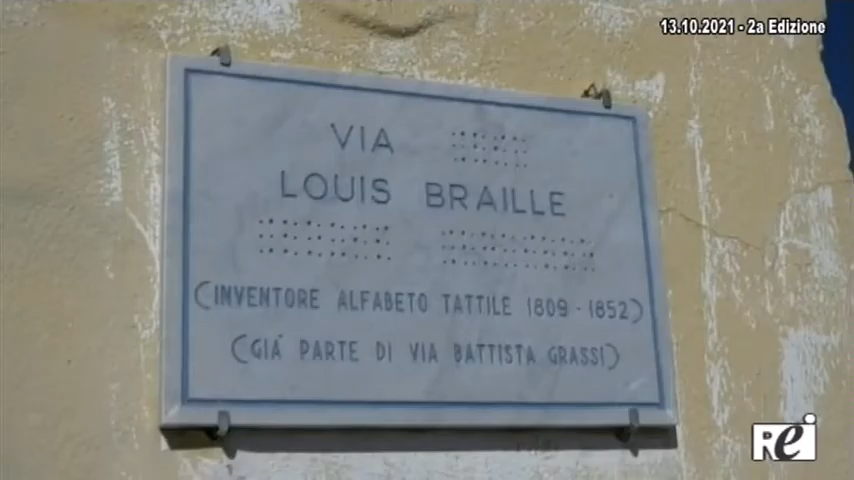 13.10.2021 - 2a Edizione
VIA
LOUIS BRAILLE
(INVENTORE ALFABETO TATTILE 1809 - 1852)
(GIA' PARTE DI VIA BATTISTA GRASSI)
Rei